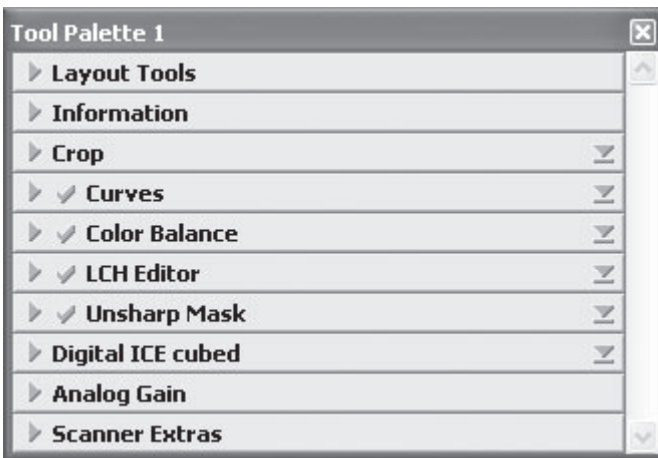 Tool Palette 1
Layout Tools
Information
Crop
Curves
Color Balance
LCH Editor
Unsharp Mask
Digital ICE cubed
Analog Gain
Scanner Extras